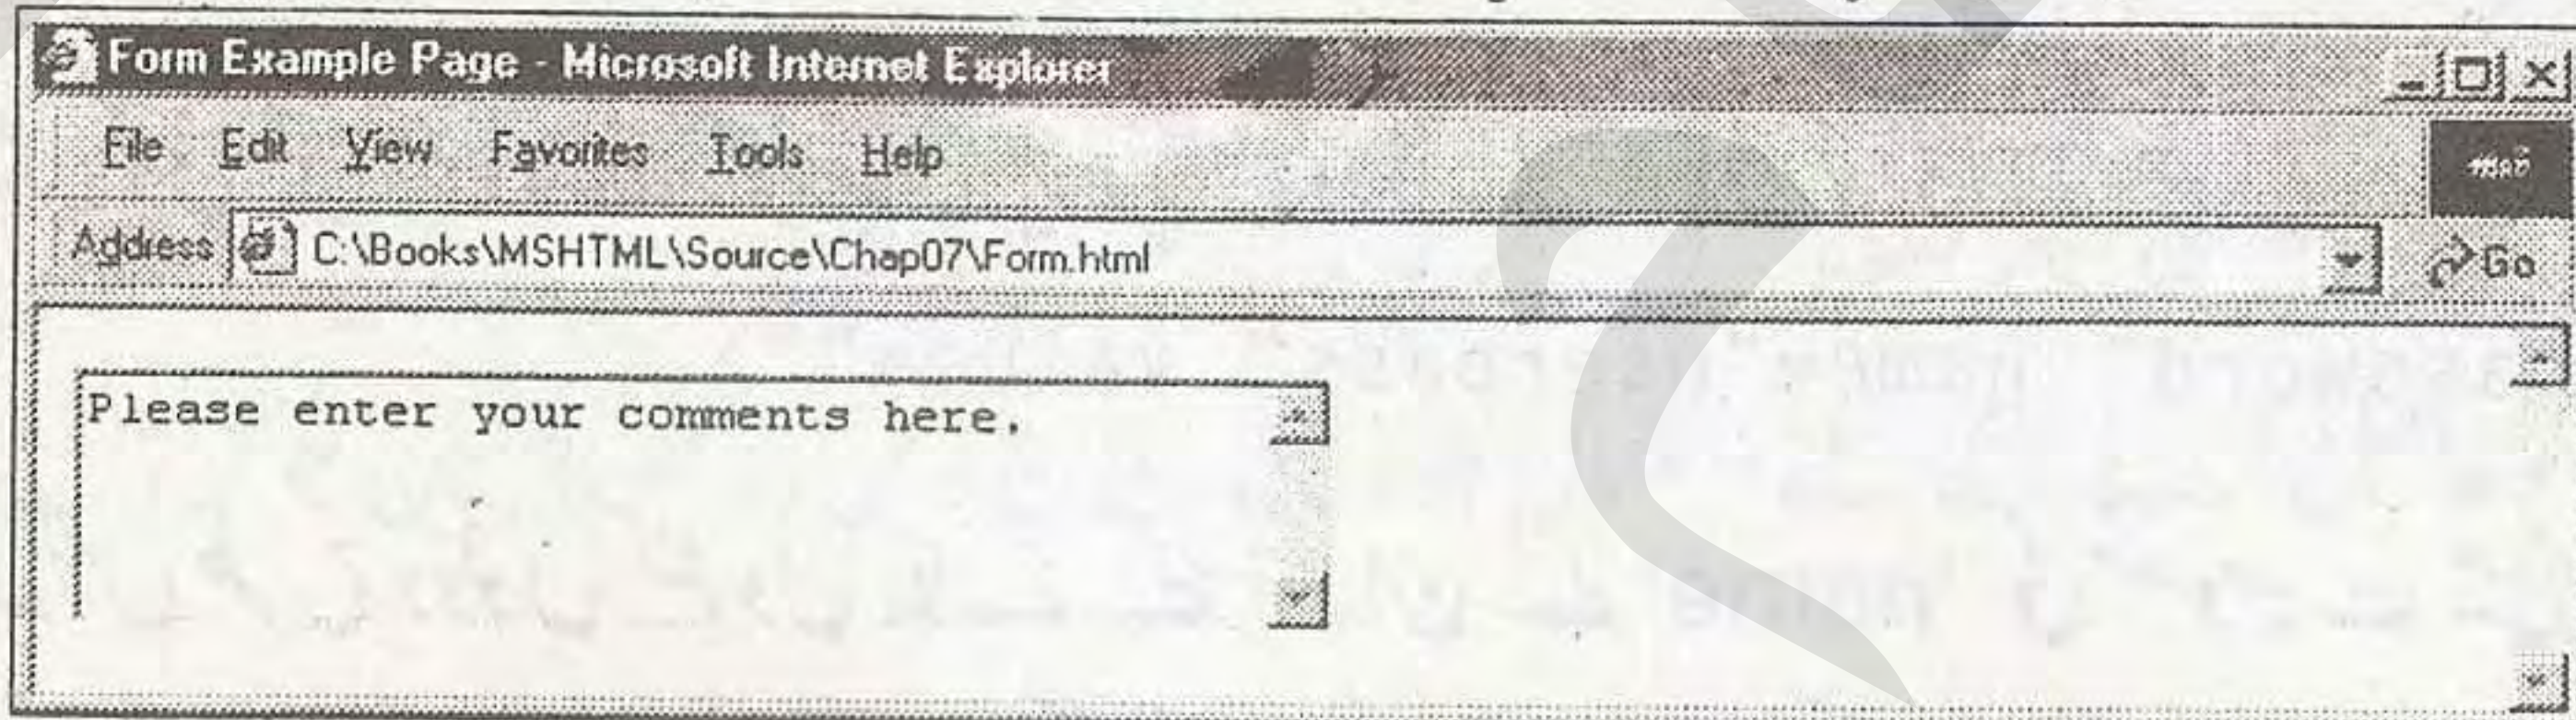 Form Example Page - Microsoft Internet Explorer
File Edit View Favorites Tools Help
msn
Address C:\Books\MSHTML\Source\Chap07\Form.html Go
Please enter your comments here.